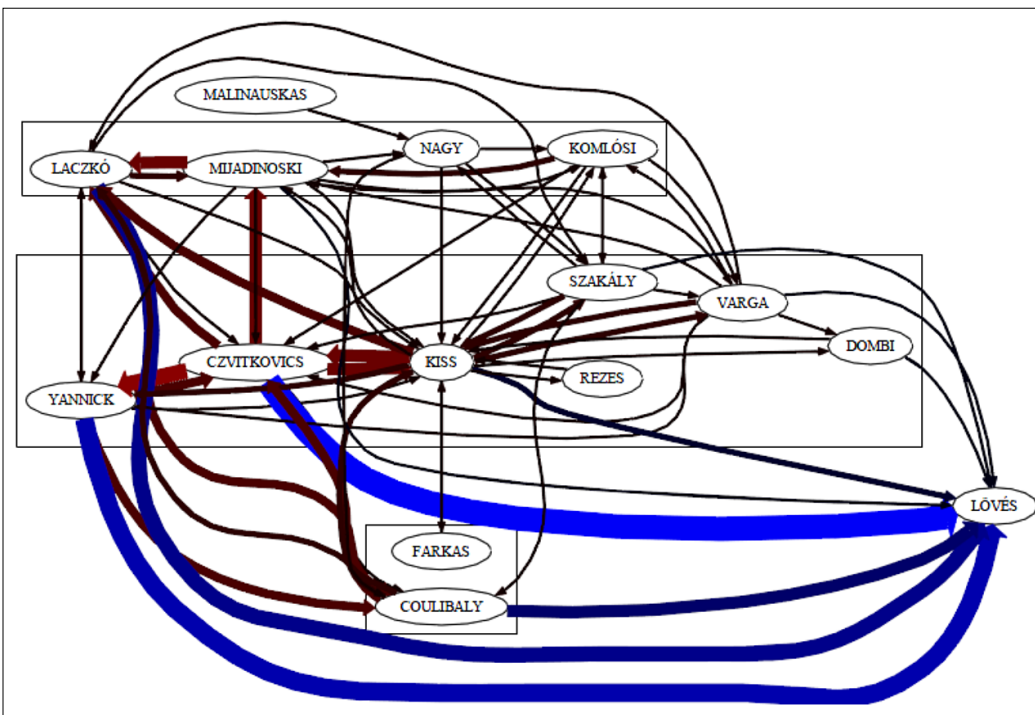 MALINAUSKAS
NAGY
KOMLÓSI
LACZKÓ
MIJADINOSKI
SZAKÁLY
VARGA
DOMBI
CZVITKOVICS
KISS
REZES
YANNICK
LÖVÉS
FARKAS
COULIBALY